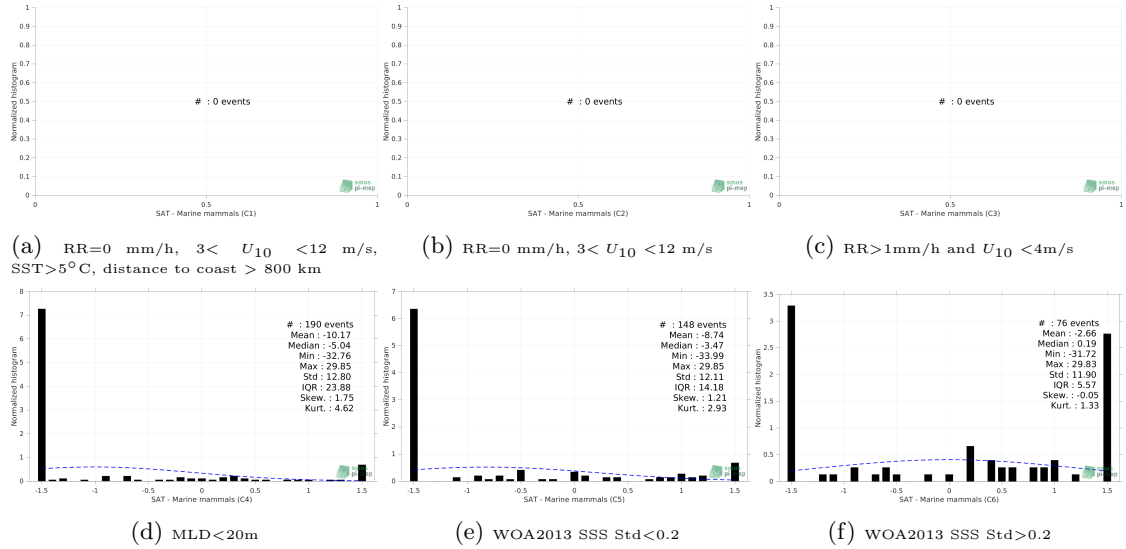 1
0.9
0.8
0.7
0.6
0.5
0.4
0.3
0.2
0.1
0
Normalized histogram
# : 0 events
smos
pi-mep
0 0.5 1
SAT - Marine mammals (C1)
1
0.9
0.8
0.7
0.6
0.5
0.4
0.3
0.2
0.1
0
Normalized histogram
# : 0 events
smos
pi-mep
0 0.5 1
SAT - Marine mammals (C2)
1
0.9
0.8
0.7
0.6
0.5
0.4
0.3
0.2
0.1
0
Normalized histogram
# : 0 events
smos
pi-mep
0 0.5 1
SAT - Marine mammals (C3)
(a) RR=0 mm/h, 3< U10 <12 m/s,
SST>5°C, distance to coast > 800 km
(b) RR=0 mm/h, 3< U10 <12 m/s
(c) RR>1mm/h and U10 <4m/s
8
7
6
5
4
3
2
1
0
Normalized histogram
# : 190 events
Mean : -10.17
Median : -5.04
Min : -32.76
Max : 29.85
Std : 12.80
IQR : 23.88
Skew. : 1.75
Kurt. : 4.62
smos
pi-mep
-1.5 -1 -0.5 0 0.5 1 1.5
SAT - Marine mammals (C4)
7
6
5
4
3
2
1
0
Normalized histogram
# : 148 events
Mean : -8.74
Median : -3.47
Min : -33.99
Max : 29.85
Std : 12.11
IQR : 14.18
Skew. : 1.21
Kurt. : 2.93
smos
pi-mep
-1.5 -1 -0.5 0 0.5 1 1.5
SAT - Marine mammals (C5)
3.5
3
2.5
2
1.5
1
0.5
0
Normalized histogram
# : 76 events
Mean : -2.66
Median : 0.19
Min : -31.72
Max : 29.83
Std : 11.90
IQR : 5.57
Skew. : -0.05
Kurt. : 1.33
smos
pi-mep
-1.5 -1 -0.5 0 0.5 1 1.5
SAT - Marine mammals (C6)
(d) MLD<20m
(e) WOA2013 SSS Std<0.2
(f) WOA2013 SSS Std>0.2